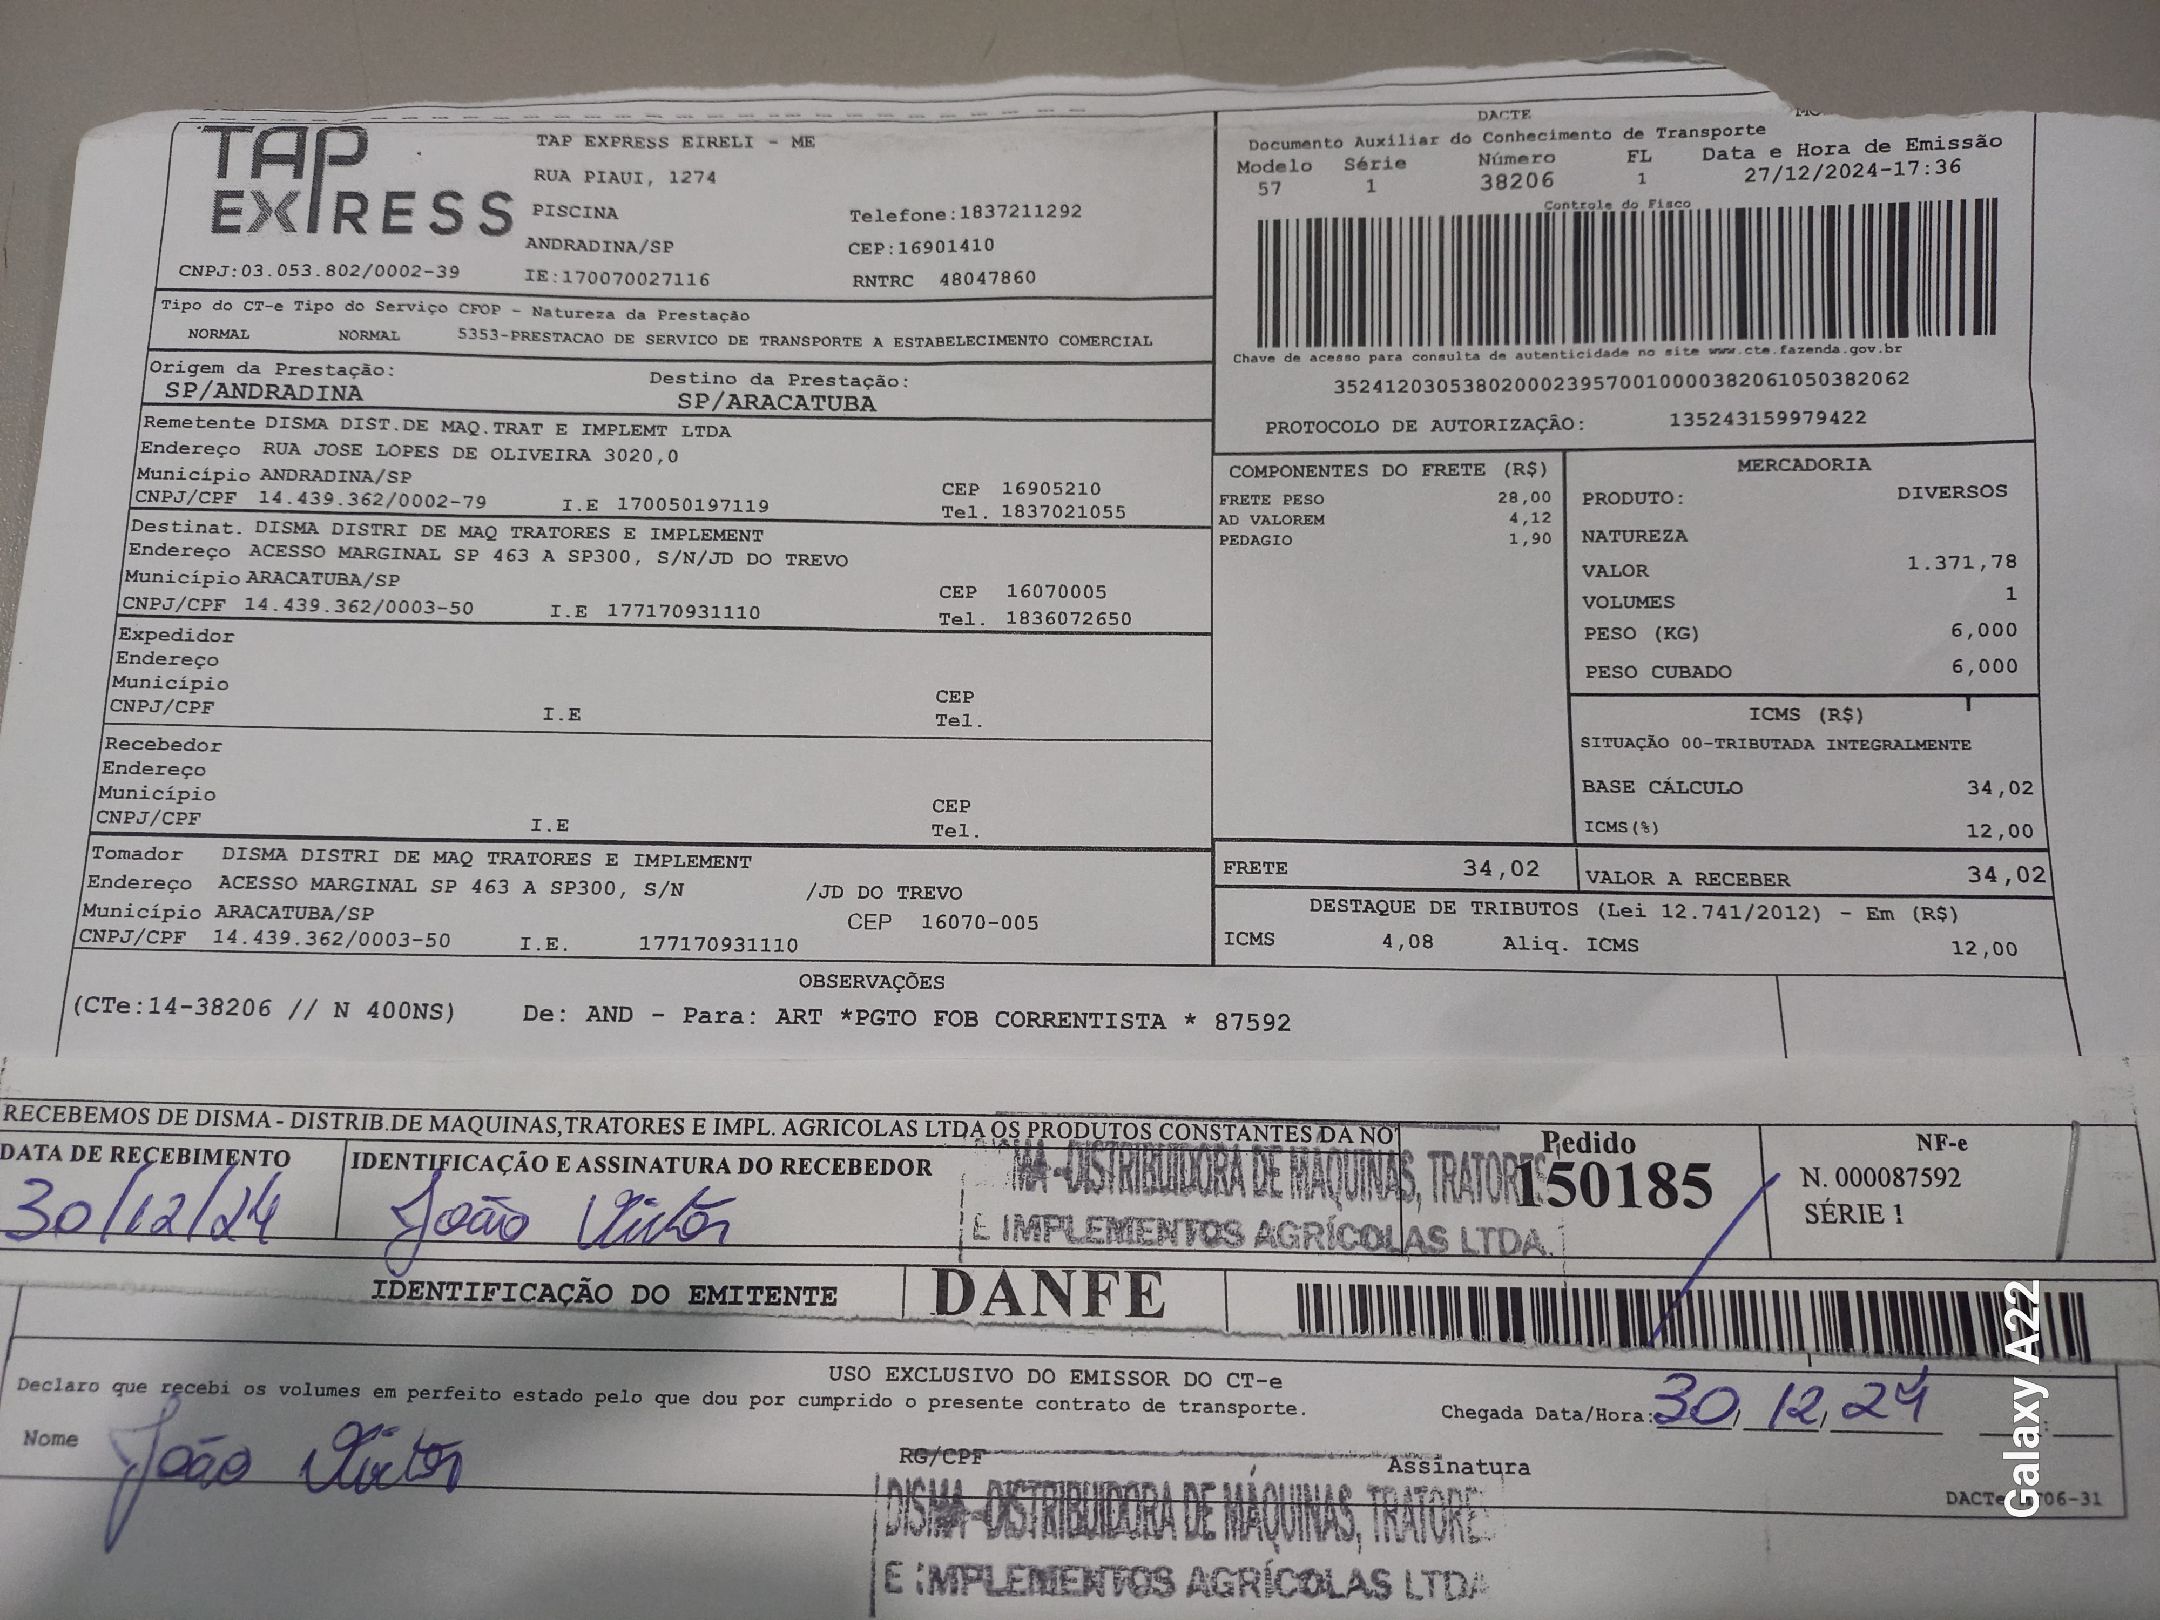 TAP EXPRESS
TAP EXPRESS EIRELI - ME
RUA PIAUI, 1274
PISCINA Telefone:1837211292
ANDRADINA/SP CEP:16901410
CNPJ:03.053.802/0002-39 IE:170070027116 RNTRC 48047860
DACTE
Documento Auxiliar do Conhecimento de Transporte
Modelo Série Número FL Data e Hora de Emissão
57 1 38206 1 27/12/2024-17:36
Controle do Fisco
Chave de acesso para consulta de autenticidade no site www.cte.fazenda.gov.br
35241203053802000239570010000382061050382062
PROTOCOLO DE AUTORIZAÇÃO: 135243159979422
Tipo do CT-e Tipo do Serviço CFOP - Natureza da Prestação
NORMAL NORMAL 5353-PRESTACAO DE SERVICO DE TRANSPORTE A ESTABELECIMENTO COMERCIAL
Origem da Prestação: Destino da Prestação:
SP/ANDRADINA SP/ARACATUBA
Remetente DISMA DIST.DE MAQ.TRAT E IMPLEMT LTDA
Endereço RUA JOSE LOPES DE OLIVEIRA 3020,0
Município ANDRADINA/SP CEP 16905210
CNPJ/CPF 14.439.362/0002-79 I.E 170050197119 Tel. 1837021055
Destinat. DISMA DISTRI DE MAQ TRATORES E IMPLEMENT
Endereço ACESSO MARGINAL SP 463 A SP300, S/N/JD DO TREVO
Município ARACATUBA/SP CEP 16070005
CNPJ/CPF 14.439.362/0003-50 I.E 177170931110 Tel. 1836072650
Expedidor
Endereço
Município CEP
CNPJ/CPF I.E Tel.
Recebedor
Endereço
Município CEP
CNPJ/CPF I.E Tel.
Tomador DISMA DISTRI DE MAQ TRATORES E IMPLEMENT
Endereço ACESSO MARGINAL SP 463 A SP300, S/N /JD DO TREVO
Município ARACATUBA/SP CEP 16070-005
CNPJ/CPF 14.439.362/0003-50 I.E. 177170931110
COMPONENTES DO FRETE (R$)
FRETE PESO 28,00
AD VALOREM 4,12
PEDAGIO 1,90
MERCADORIA
PRODUTO: DIVERSOS
NATUREZA
VALOR 1.371,78
VOLUMES 1
PESO (KG) 6,000
PESO CUBADO 6,000
ICMS (R$)
SITUAÇÃO 00-TRIBUTADA INTEGRALMENTE
BASE CÁLCULO 34,02
ICMS(%) 12,00
FRETE 34,02 VALOR A RECEBER 34,02
DESTAQUE DE TRIBUTOS (Lei 12.741/2012) - Em (R$)
ICMS 4,08 Aliq. ICMS 12,00
OBSERVAÇÕES
(CTe:14-38206 // N 400NS) De: AND - Para: ART *PGTO FOB CORRENTISTA * 87592
RECEBEMOS DE DISMA - DISTRIB.DE MAQUINAS,TRATORES E IMPL. AGRICOLAS LTDA OS PRODUTOS CONSTANTES DA NO
DATA DE RECEBIMENTO IDENTIFICAÇÃO E ASSINATURA DO RECEBEDOR
30/12/24 João Victor
DISTRIBUIDORA DE MÁQUINAS, TRATORES
E IMPLEMENTOS AGRÍCOLAS LTDA.
Pedido
150185
NF-e
N. 000087592
SÉRIE 1
IDENTIFICAÇÃO DO EMITENTE DANFE
USO EXCLUSIVO DO EMISSOR DO CT-e
Declaro que recebi os volumes em perfeito estado pelo que dou por cumprido o presente contrato de transporte.
Chegada Data/Hora: 30/12/24
Nome João Victor RG/CPF Assinatura
DISMA - DISTRIBUIDORA DE MÁQUINAS, TRATORE
E IMPLEMENTOS AGRÍCOLAS LTDA
Galaxy A22